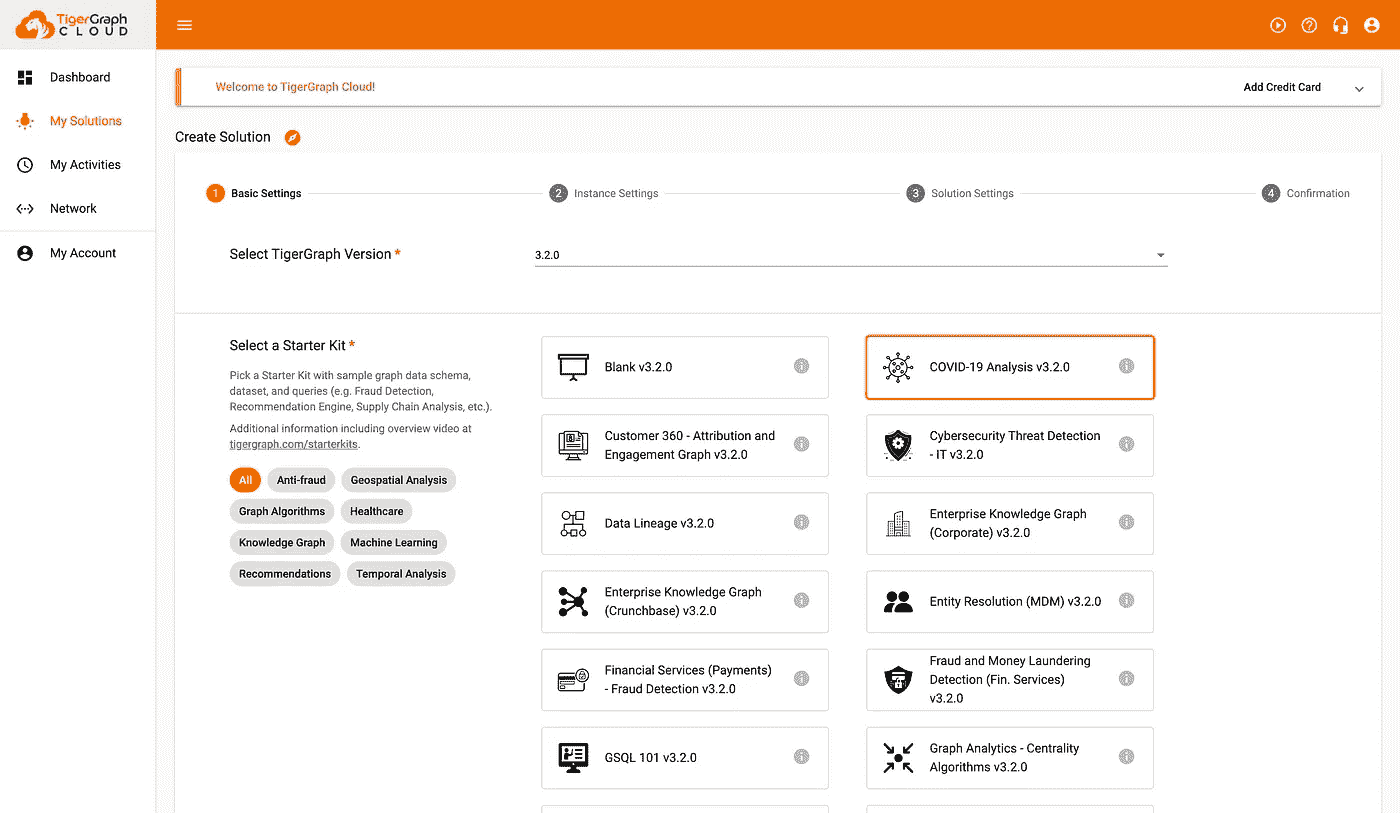 TigerGraph
CLOUD
Dashboard
My Solutions
My Activities
Network
My Account
Welcome to TigerGraph Cloud!
Add Credit Card
Create Solution
1 Basic Settings
2 Instance Settings
3 Solution Settings
4 Confirmation
Select TigerGraph Version *
3.2.0
Select a Starter Kit *
Pick a Starter Kit with sample graph data schema,
dataset, and queries (e.g. Fraud Detection,
Recommendation Engine, Supply Chain Analysis, etc.).
Additional information including overview video at
tigergraph.com/starterkits.
All
Anti-fraud
Geospatial Analysis
Graph Algorithms
Healthcare
Knowledge Graph
Machine Learning
Recommendations
Temporal Analysis
Blank v3.2.0
COVID-19 Analysis v3.2.0
Customer 360 - Attribution and
Engagement Graph v3.2.0
Cybersecurity Threat Detection
- IT v3.2.0
Data Lineage v3.2.0
Enterprise Knowledge Graph
(Corporate) v3.2.0
Enterprise Knowledge Graph
(Crunchbase) v3.2.0
Entity Resolution (MDM) v3.2.0
Financial Services (Payments)
- Fraud Detection v3.2.0
Fraud and Money Laundering
Detection (Fin. Services)
v3.2.0
GSQL 101 v3.2.0
Graph Analytics - Centrality
Algorithms v3.2.0